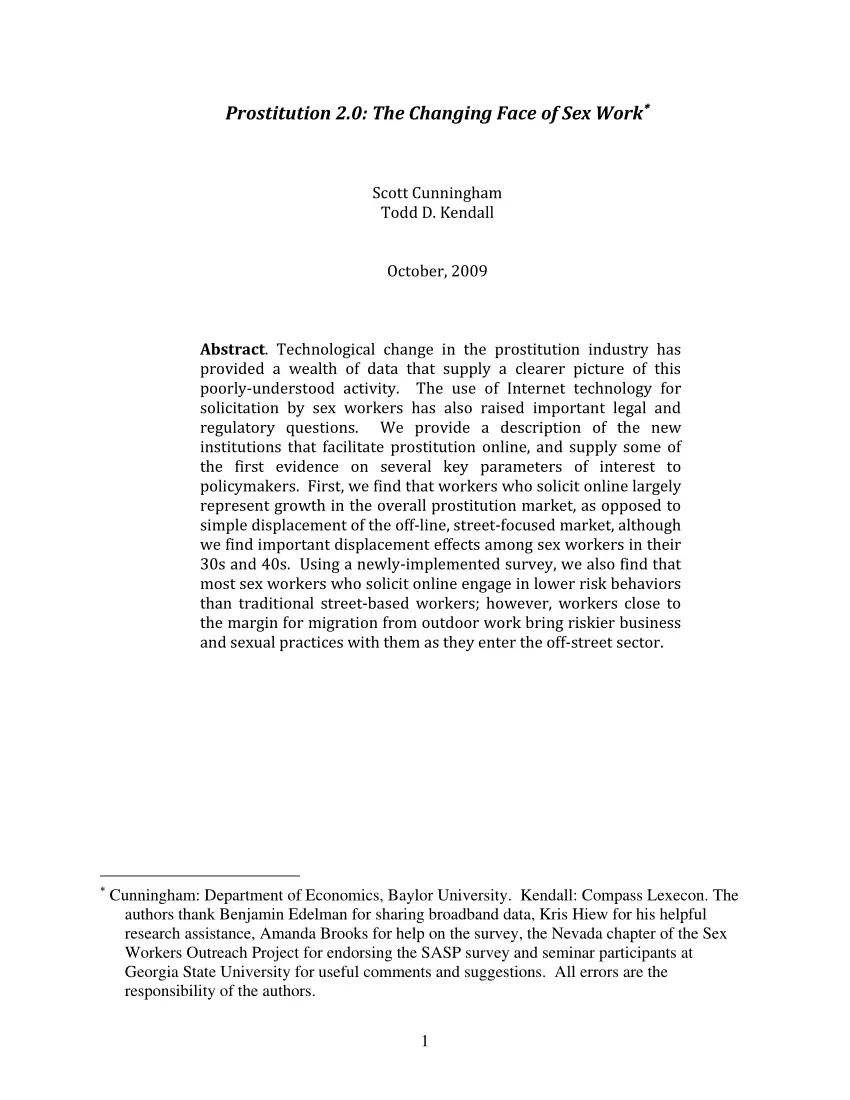 Prostitution 2.0: The Changing Face of Sex Work*
Scott Cunningham
Todd D. Kendall
October, 2009
Abstract. Technological change in the prostitution industry has
provided a wealth of data that supply a clearer picture of this
poorly-understood activity. The use of Internet technology for
solicitation by sex workers has also raised important legal and
regulatory questions. We provide a description of the new
institutions that facilitate prostitution online, and supply some of
the first evidence on several key parameters of interest to
policymakers. First, we find that workers who solicit online largely
represent growth in the overall prostitution market, as opposed to
simple displacement of the off-line, street-focused market, although
we find important displacement effects among sex workers in their
30s and 40s. Using a newly-implemented survey, we also find that
most sex workers who solicit online engage in lower risk behaviors
than traditional street-based workers; however, workers close to
the margin for migration from outdoor work bring riskier business
and sexual practices with them as they enter the off-street sector.
* Cunningham: Department of Economics, Baylor University. Kendall: Compass Lexecon. The
authors thank Benjamin Edelman for sharing broadband data, Kris Hiew for his helpful
research assistance, Amanda Brooks for help on the survey, the Nevada chapter of the Sex
Workers Outreach Project for endorsing the SASP survey and seminar participants at
Georgia State University for useful comments and suggestions. All errors are the
responsibility of the authors.
1